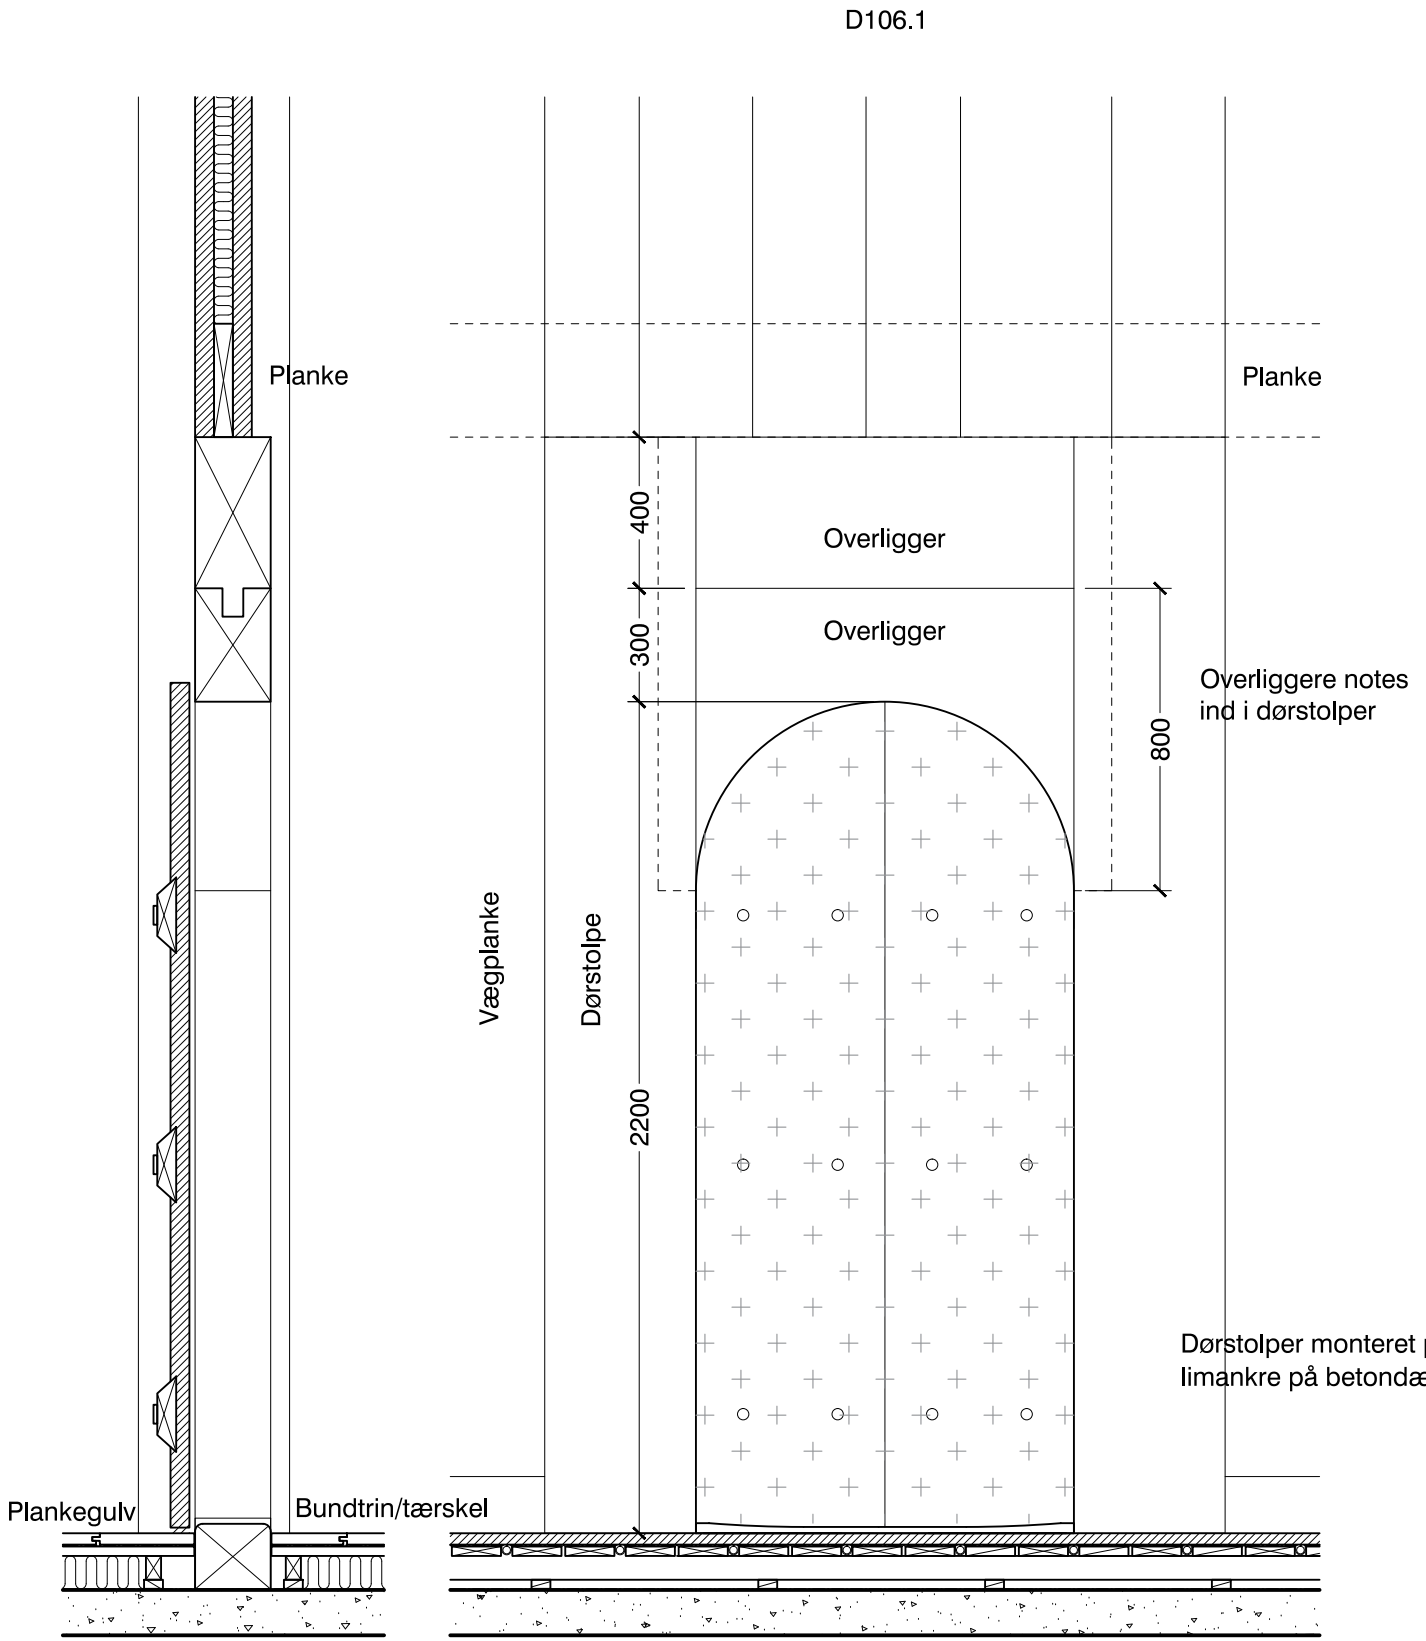 D106.1
Planke
Planke
400
Overligger
300
Overligger
Overliggere notes
ind i dørstolper
800
Vægplanke
Dørstolpe
2200
Dørstolper monteret
limankre på
Plankegulv
Bundtrin/tærskel